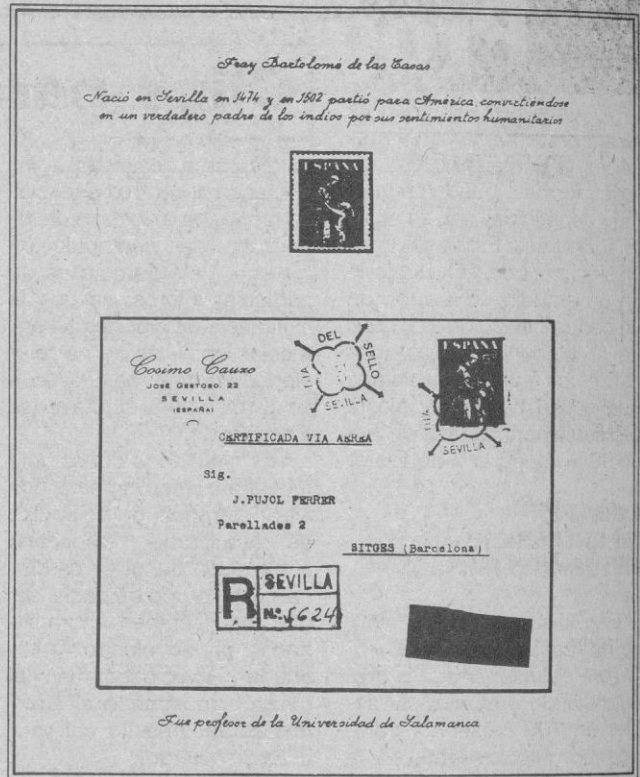 Fray Bartolomé de las Casas
Nació en Sevilla en 1474 y en 1502 partió para América, convirtiéndose
en un verdadero padre de los indios por sus sentimientos humanitarios
ESPAÑA
Cosimo Cauzo
JOSÉ GESTOSO. 22
SEVILLA
(ESPAÑA)
DIA DEL SELLO
SEVILLA
ESPAÑA
DIA
SEVILLA
CERTIFICADA VIA AEREA
Sig.
J.PUJOL FERRER
Parellades 2
SITGES (Barcelona)
R SEVILLA
Nº 5624
Fue profesor de la Universidad de Salamanca